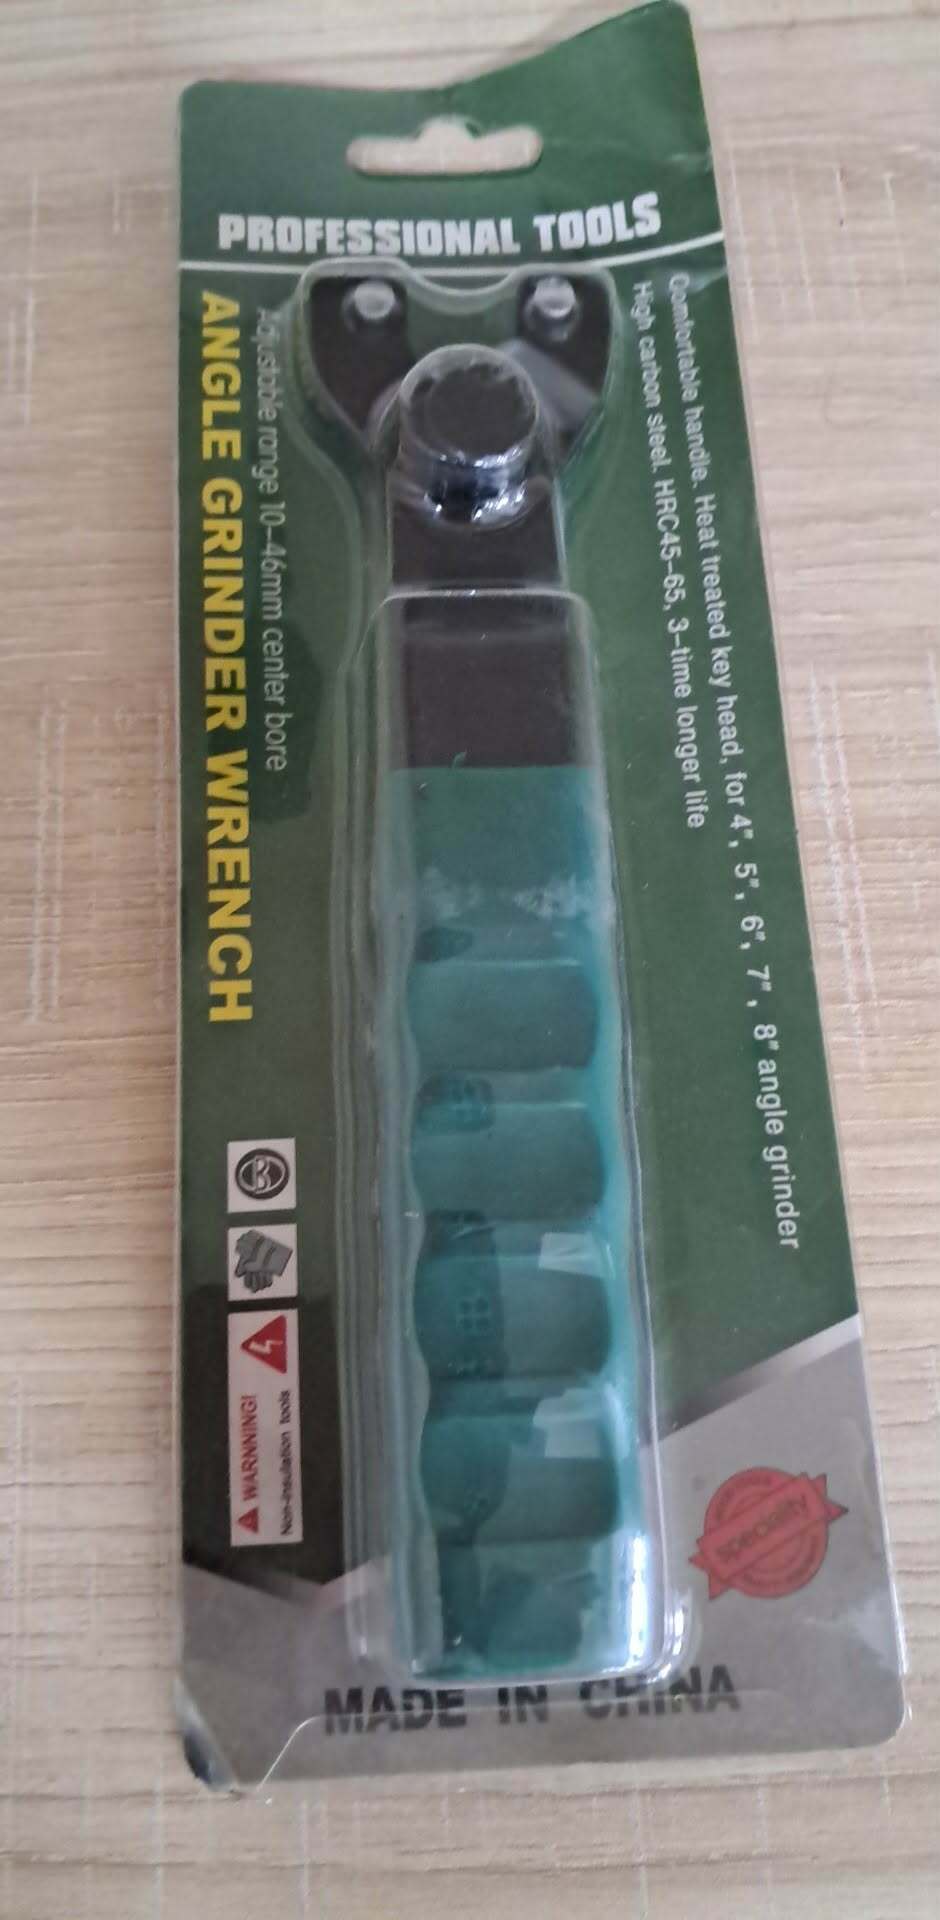 PROFESSIONAL TOOLS
Comfortable handle. Heat treated key head, for 4", 5", 6", 7", 8" angle grinder
High carbon steel. HRC45-65, 3-time longer life
Adjustable range 10-46mm center bore
ANGLE GRINDER WRENCH
WARNNING!
Non-insulation tools
speciality
MADE IN CHINA